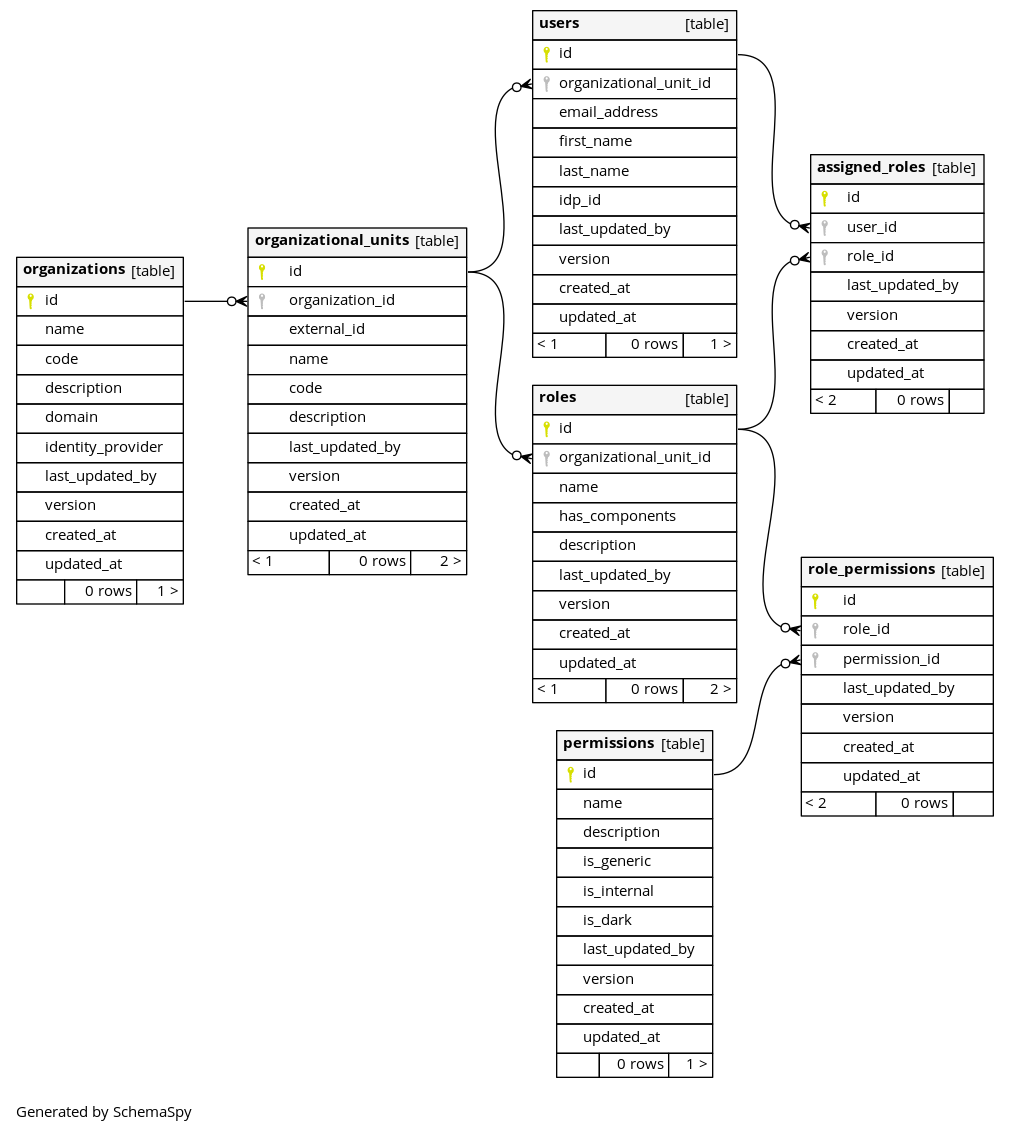 users [table]
id
organizational_unit_id
email_address
first_name
last_name
idp_id
last_updated_by
version
created_at
updated_at
< 1 0 rows 1 >
assigned_roles [table]
id
user_id
role_id
last_updated_by
version
created_at
updated_at
< 2 0 rows
organizational_units [table]
id
organization_id
external_id
name
code
description
last_updated_by
version
created_at
updated_at
< 1 0 rows 2 >
organizations [table]
id
name
code
description
domain
identity_provider
last_updated_by
version
created_at
updated_at
0 rows 1 >
roles [table]
id
organizational_unit_id
name
has_components
description
last_updated_by
version
created_at
updated_at
< 1 0 rows 2 >
role_permissions [table]
id
role_id
permission_id
last_updated_by
version
created_at
updated_at
< 2 0 rows
permissions [table]
id
name
description
is_generic
is_internal
is_dark
last_updated_by
version
created_at
updated_at
0 rows 1 >
Generated by SchemaSpy